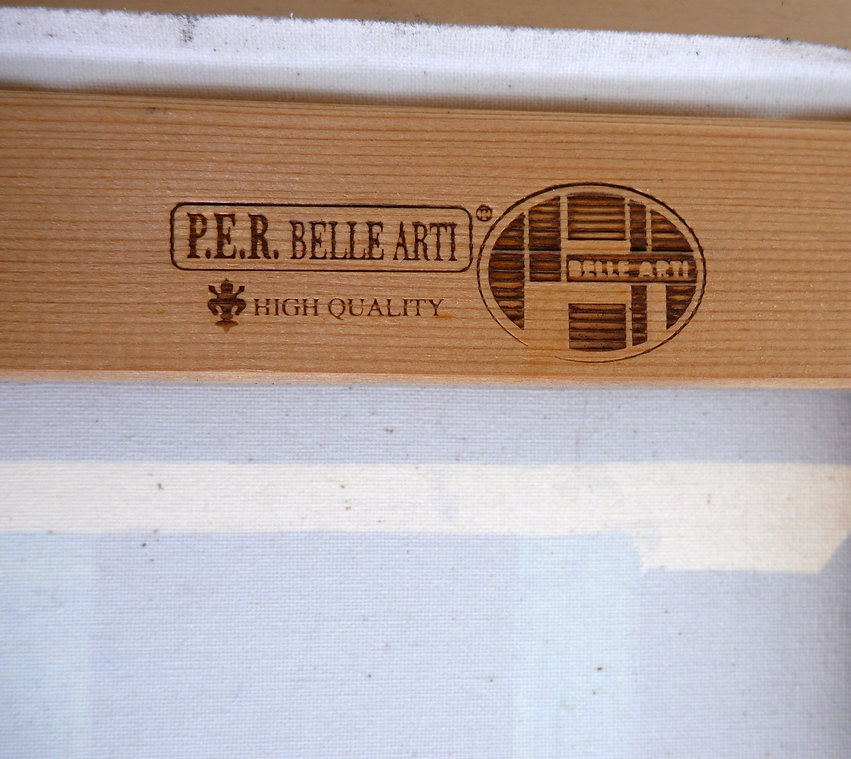 P.E.R. BELLE ARTI ®
HIGH QUALITY
BELLE ARTI